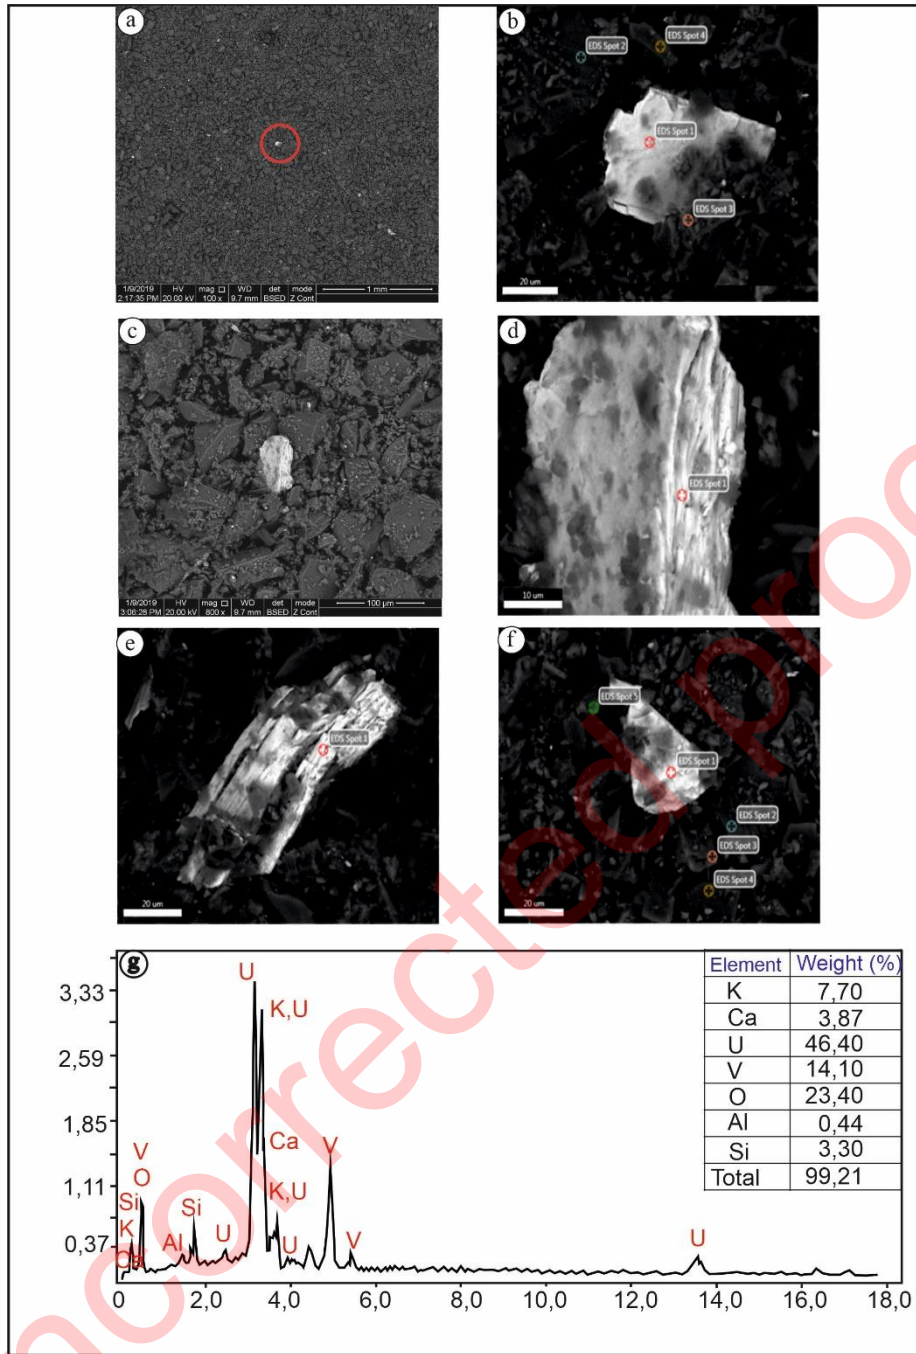 a
1/9/2019 HV mag WD det mode
2:17:35 PM 20.00 kV 100 x 9.7 mm BSED Z Cont 1 mm
b
EDS Spot 2
EDS Spot 4
EDS Spot 1
EDS Spot 3
20 um
c
1/9/2019 HV mag WD det mode
3:06:26 PM 20.00 kV 800 x 9.7 mm BSED Z Cont 100 µm
d
EDS Spot 1
10 um
e
EDS Spot 1
20 um
f
EDS Spot 5
EDS Spot 1
EDS Spot 2
EDS Spot 3
EDS Spot 4
20 um
g
3,33
2,59
1,85
1,11
0,37
V
O
Si
K
Ca
Al
Si
U
U
K,U
Ca
K,U
U
V
V
U
0 2,0 4,0 6,0 8,0 10,0 12,0 14,0 16,0 18,0
Element Weight (%)
K 7,70
Ca 3,87
U 46,40
V 14,10
O 23,40
Al 0,44
Si 3,30
Total 99,21
ncorrected proo